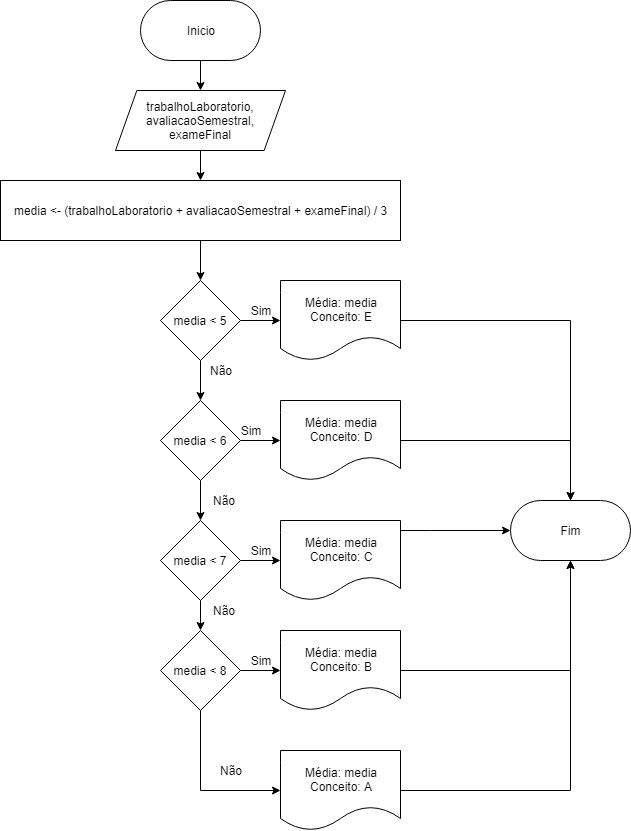 Inicio
trabalhoLaboratorio,
avaliacaoSemestral,
exameFinal
media <- (trabalhoLaboratorio + avaliacaoSemestral + exameFinal) / 3
media < 5
Sim
Média: media
Conceito: E
Não
media < 6
Sim
Média: media
Conceito: D
Não
media < 7
Sim
Média: media
Conceito: C
Fim
Não
media < 8
Sim
Média: media
Conceito: B
Não
Média: media
Conceito: A